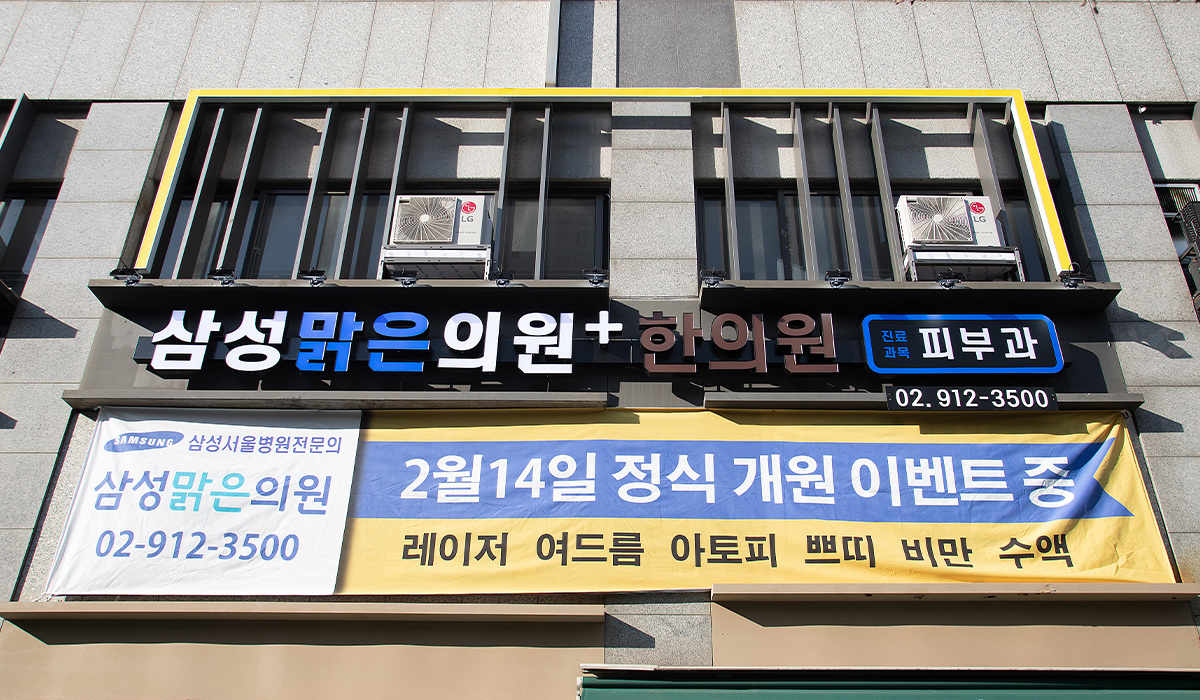 LG
LG
삼성맑은의원+한의원
진료
과목
피부과
02.912-3500
SAMSUNG 삼성서울병원전문의
삼성맑은의원
02-912-3500
2월14일 정식 개원 이벤트 중
레이저 여드름 아토피 쁘띠 비만 수액